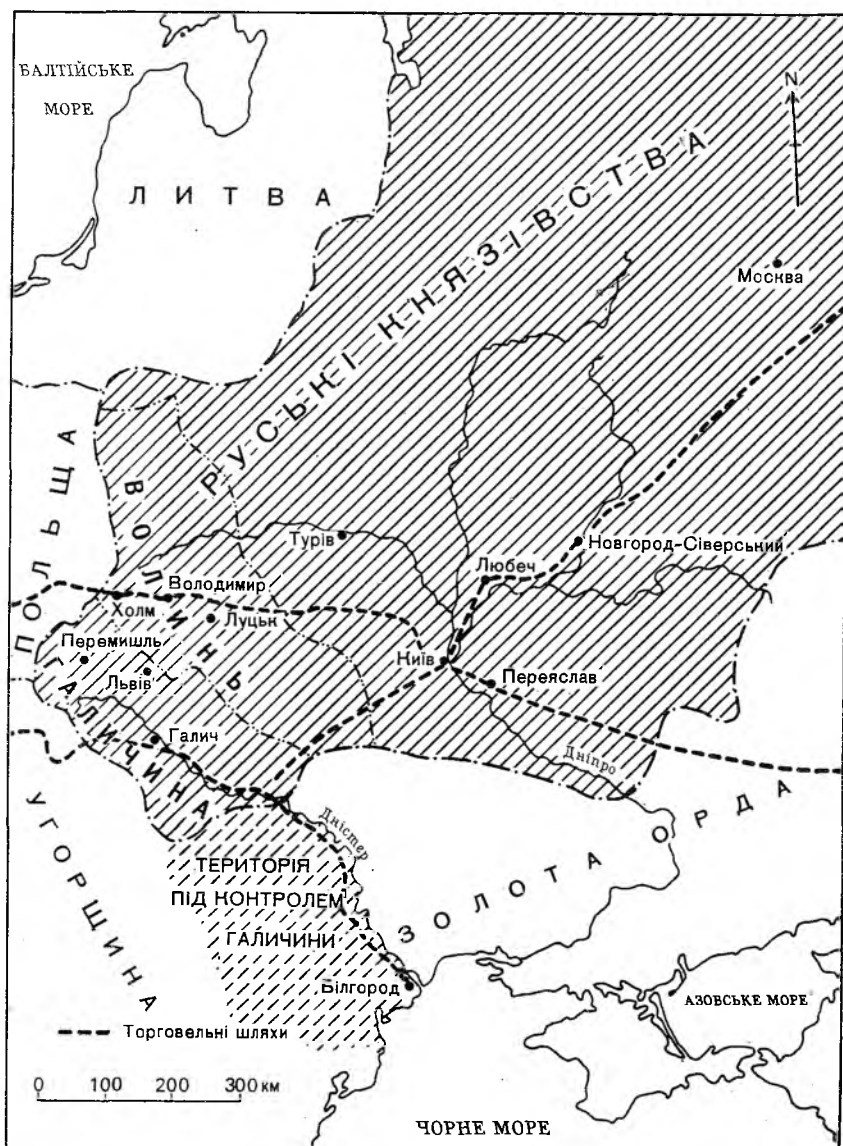 БАЛТІЙСЬКЕ
МОРЕ
N
ЛИТВА
РУСЬКІ КНЯЗІВСТВА
Москва
ПОЛЬЩА
ВОЛИНЬ
Турів
Новгород-Сіверський
Любеч
Володимир
Холм
Луцьк
Перемишль
Київ
Львів
Переяслав
ГАЛИЧИНА
Галич
Дніпро
УГОРЩИНА
Дністер
ЗОЛОТА ОРДА
ТЕРИТОРІЯ
ПІД КОНТРОЛЕМ
ГАЛИЧИНИ
Білгород
АЗОВСЬКЕ МОРЕ
Торговельні шляхи
0 100 200 300 км
ЧОРНЕ МОРЕ